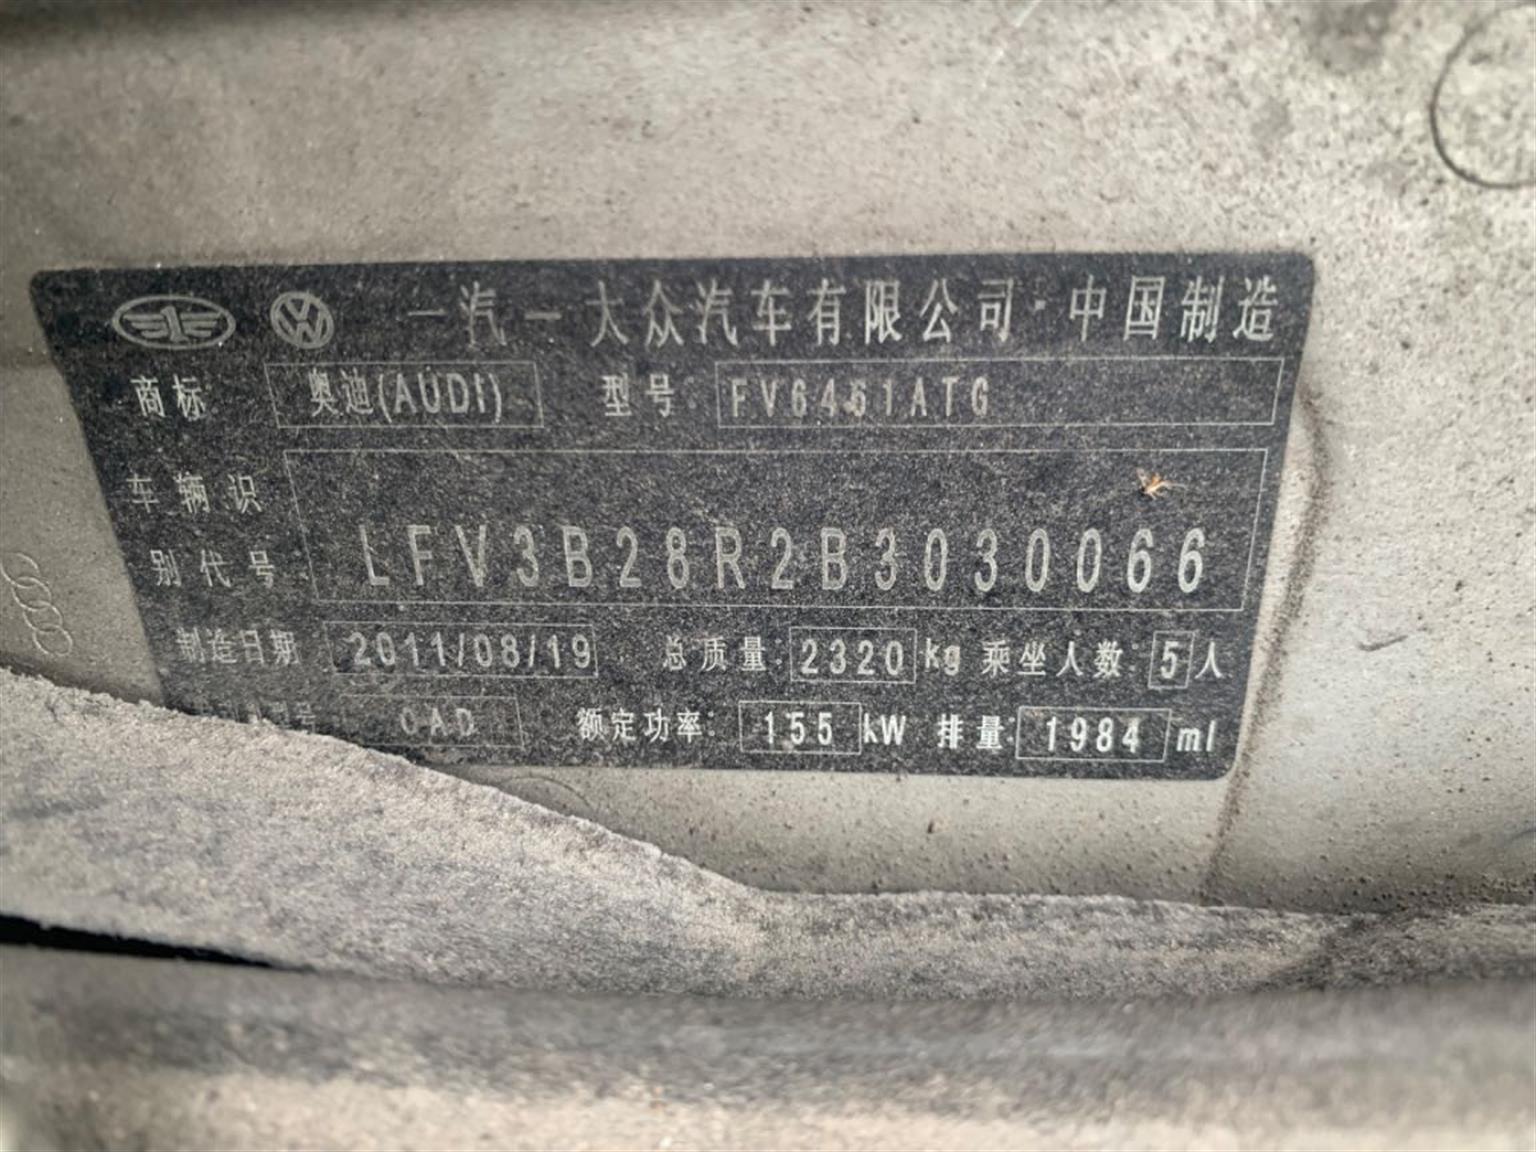 一汽-大众汽车有限公司·中国制造
商标 奥迪(AUDI) 型号: FV6461ATG
车辆识
别代号: LFV3B28R2B3030066
制造日期 2011/08/19 总质量: 2320 kg 乘坐人数: 5 人
额定功率: 155 kW 排量: 1984 ml